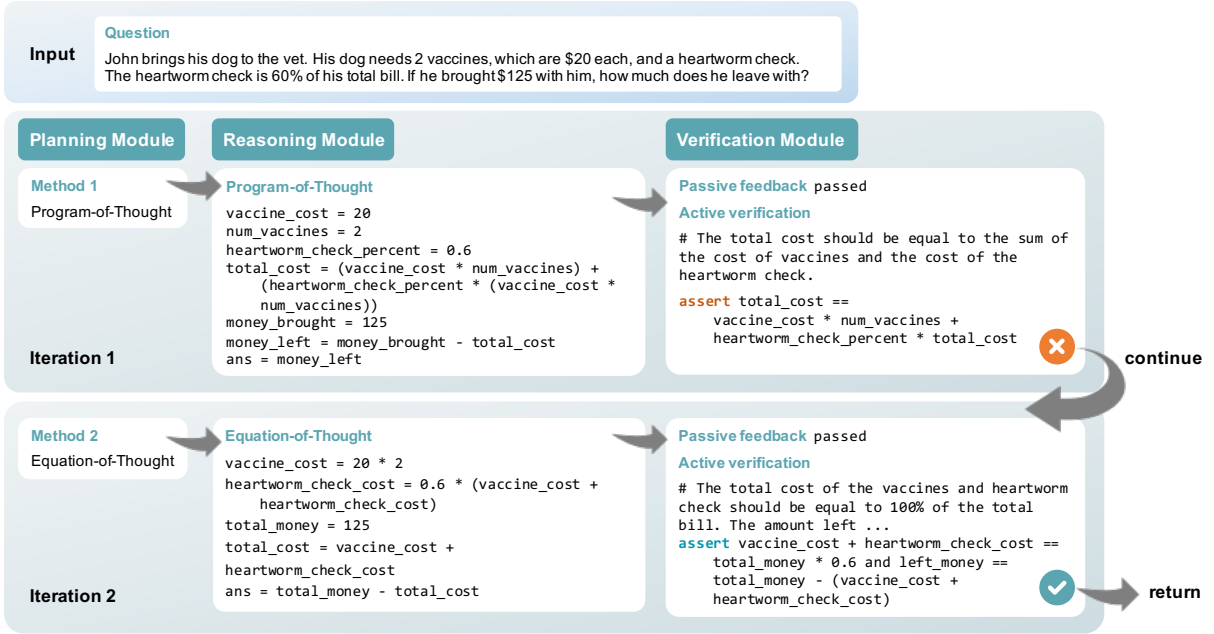 Input
Question
John brings his dog to the vet. His dog needs 2 vaccines, which are $20 each, and a heartworm check.
The heartworm check is 60% of his total bill. If he brought $125 with him, how much does he leave with?
Planning Module
Reasoning Module
Verification Module
Method 1
Program-of-Thought
Iteration 1
Program-of-Thought
vaccine_cost = 20
num_vaccines = 2
heartworm_check_percent = 0.6
total_cost = (vaccine_cost * num_vaccines) +
(heartworm_check_percent * (vaccine_cost *
num_vaccines))
money_brought = 125
money_left = money_brought - total_cost
ans = money_left
Passive feedback passed
Active verification
# The total cost should be equal to the sum of
the cost of vaccines and the cost of the
heartworm check.
assert total_cost ==
vaccine_cost * num_vaccines +
heartworm_check_percent * total_cost
continue
Method 2
Equation-of-Thought
Iteration 2
Equation-of-Thought
vaccine_cost = 20 * 2
heartworm_check_cost = 0.6 * (vaccine_cost +
heartworm_check_cost)
total_money = 125
total_cost = vaccine_cost +
heartworm_check_cost
ans = total_money - total_cost
Passive feedback passed
Active verification
# The total cost of the vaccines and heartworm
check should be equal to 100% of the total
bill. The amount left ...
assert vaccine_cost + heartworm_check_cost ==
total_money * 0.6 and left_money ==
total_money - (vaccine_cost +
heartworm_check_cost)
return